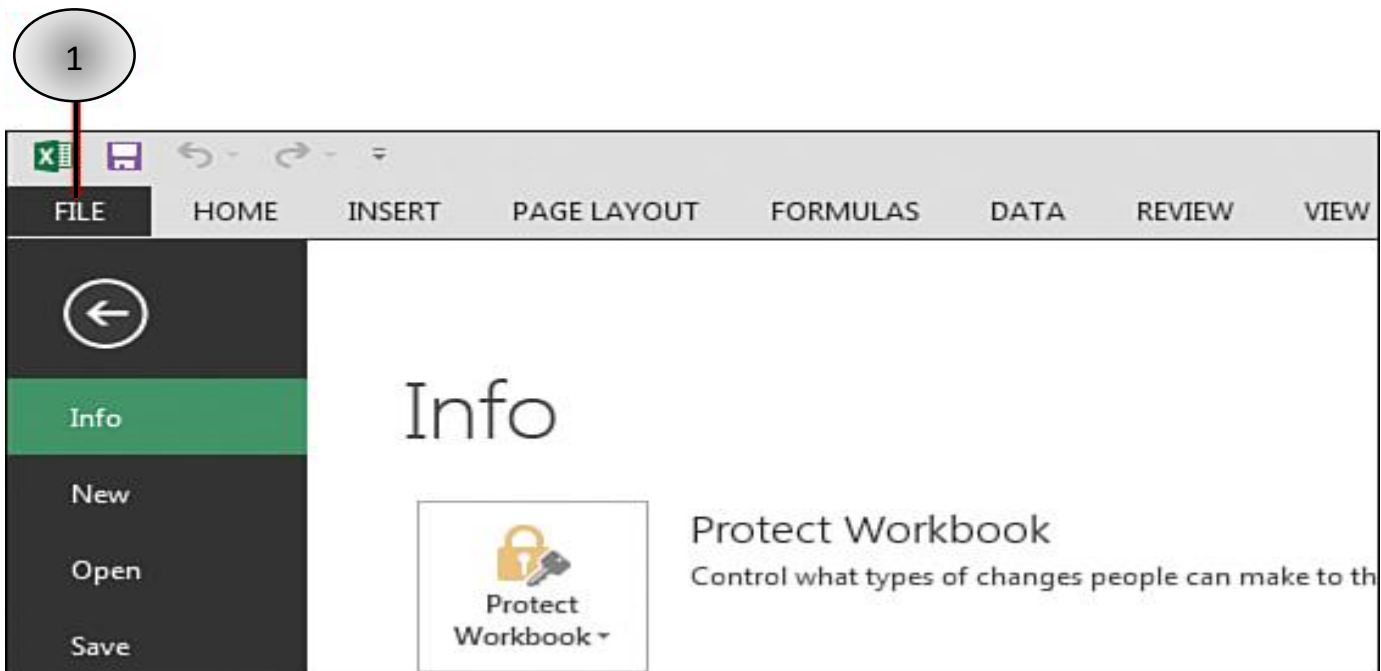 1
FILE HOME INSERT PAGE LAYOUT FORMULAS DATA REVIEW VIEW
Info
New
Open
Save
Info
Protect
Workbook
Protect Workbook
Control what types of changes people can make to th